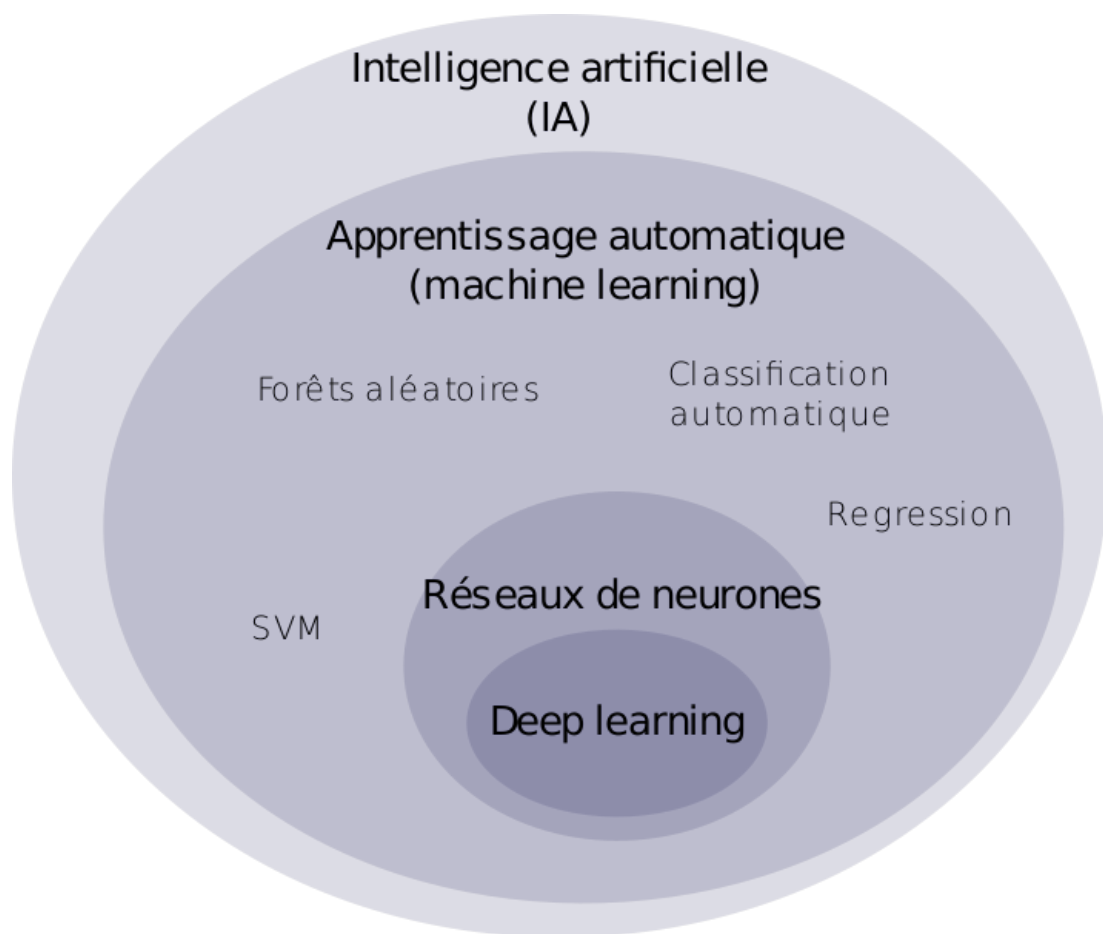 Intelligence artificielle
(IA)
Apprentissage automatique
(machine learning)
Forêts aléatoires
Classification
automatique
Regression
Réseaux de neurones
SVM
Deep learning